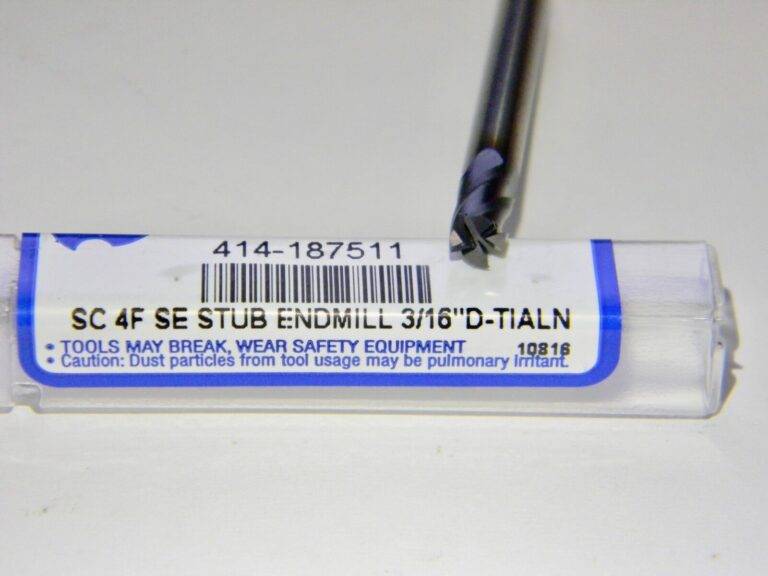 414-187511
SC 4F SE STUB ENDMILL 3/16"D-TIALN
• TOOLS MAY BREAK, WEAR SAFETY EQUIPMENT 10816
• Caution: Dust particles from tool usage may be pulmonary irritant.